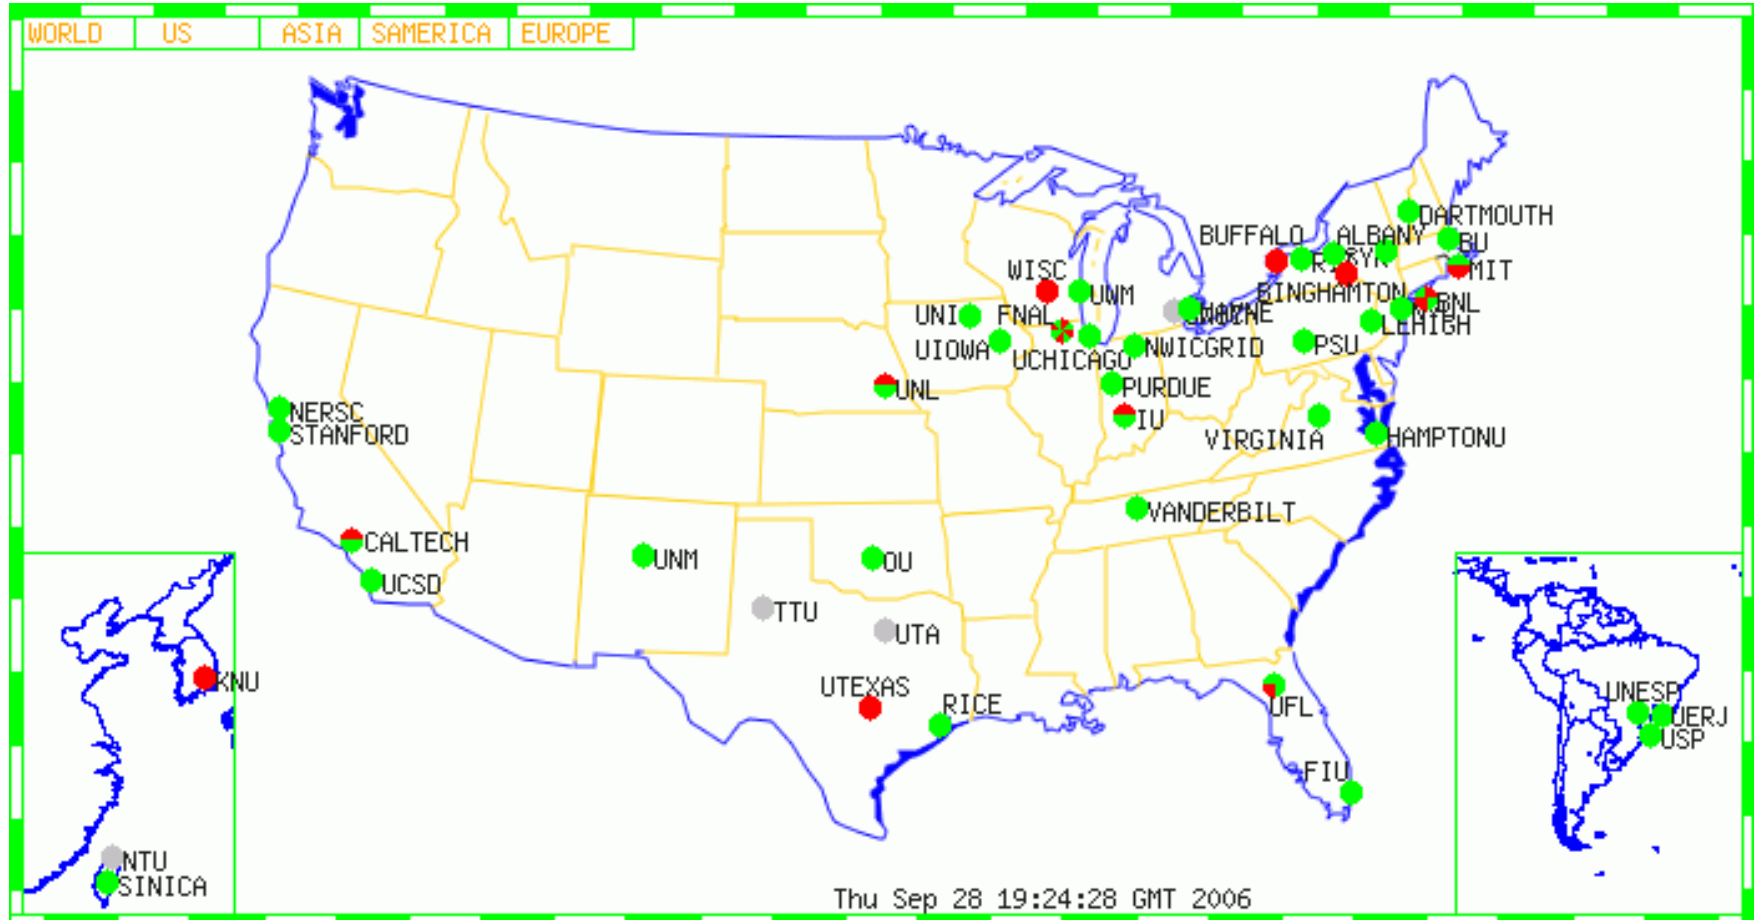 WORLD US ASIA SAMERICA EUROPE
DARTMOUTH
BUFFALO ALBANY
BU
WISC
MIT
UWM
BINGHAMTON
BNL
UNI FNAL
LEHIGH
UIOWA UCHICAGO NWICGRID PSU
PURDUE
UNL
NERSC
IU
STANFORD
VIRGINIA HAMPTONU
VANDERBILT
CALTECH
UNM OU
UCSD
TTU
UTA
KNU
UTEXAS
RICE
UFL
UNESP
UERJ
USP
FIU
NTU
SINICA
Thu Sep 28 19:24:28 GMT 2006